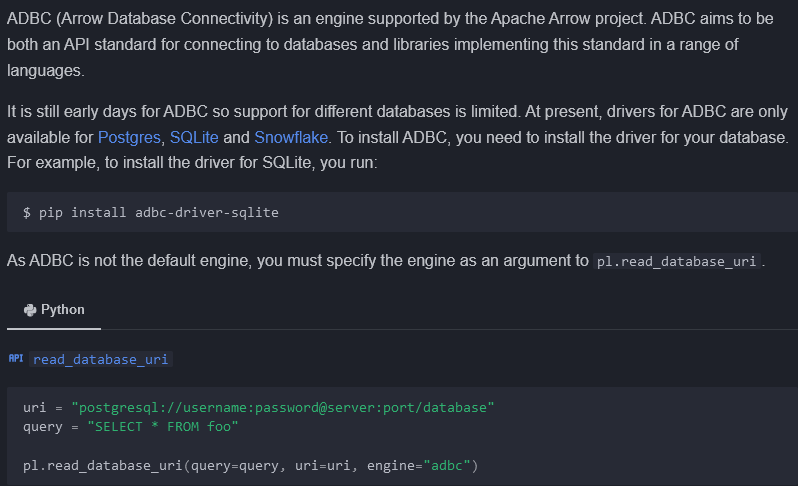 ADBC (Arrow Database Connectivity) is an engine supported by the Apache Arrow project. ADBC aims to be
both an API standard for connecting to databases and libraries implementing this standard in a range of
languages.
It is still early days for ADBC so support for different databases is limited. At present, drivers for ADBC are only
available for Postgres, SQLite and Snowflake. To install ADBC, you need to install the driver for your database.
For example, to install the driver for SQLite, you run:
$ pip install adbc-driver-sqlite
As ADBC is not the default engine, you must specify the engine as an argument to pl.read_database_uri.
Python
API read_database_uri
uri = "postgresql://username:password@server:port/database"
query = "SELECT * FROM foo"
pl.read_database_uri(query=query, uri=uri, engine="adbc")